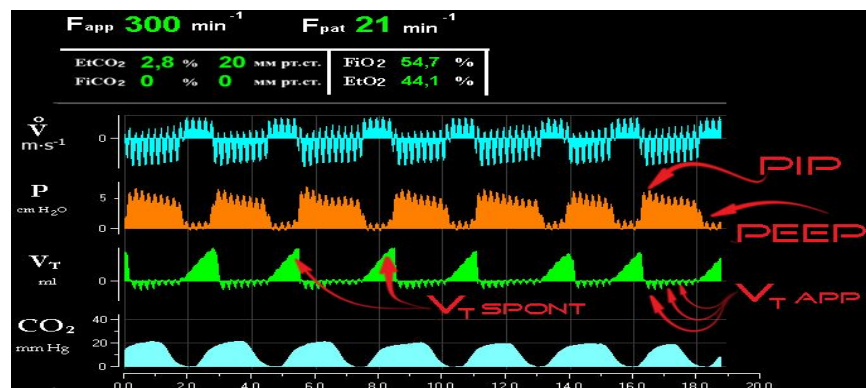 Fapp 300 min-1 Fpat 21 min-1
EtCO2 2,8 % 20 мм рт.ст. FiO2 54,7 %
FiCO2 0 % 0 мм рт.ст. EtO2 44,1 %
V
m·s-1
0
P
cm H2O
5
0
PIP
PEEP
VT
ml
0
VT SPONT
VT APP
CO2
mm Hg
40
20
0
0.0 2.0 4.0 6.0 8.0 10.0 12.0 14.0 16.0 18.0 20.0